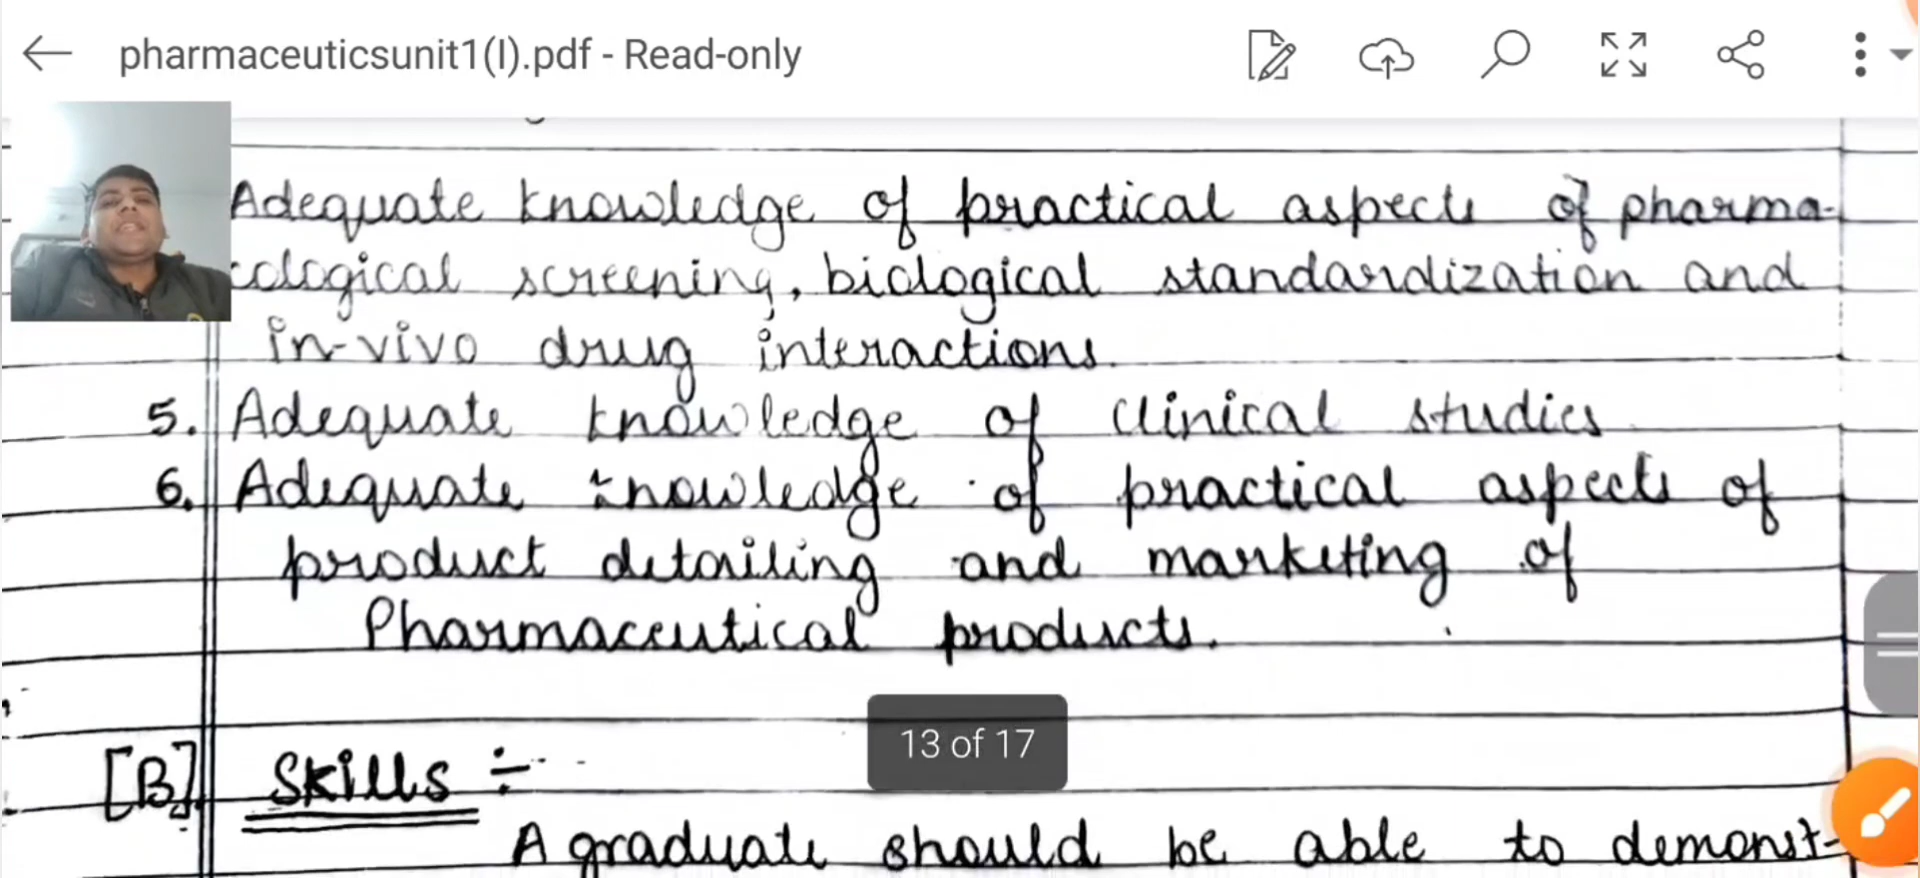 pharmaceuticsunit1(I).pdf - Read-only
Adequate knowledge of practical aspects of pharma-
cological screening, biological standardization and
in-vivo drug interactions.
5. Adequate knowledge of clinical studies
6. Adequate knowledge of practical aspects of
product detailing and marketing of
Pharmaceutical products.
13 of 17
[B] Skills ÷
A graduate should be able to demonst-